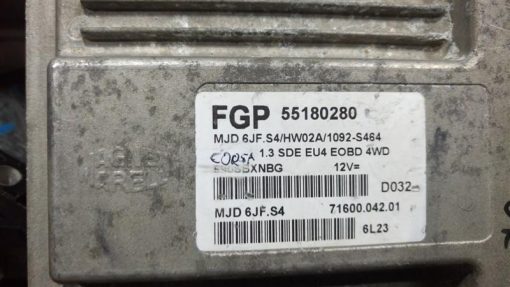 FGP 55180280
MJD 6JF.S4/HW02A/1092-S464
CORSA 1.3 SDE EU4 EOBD 4WD
12V=
D032
MJD 6JF.S4 71600.042.01
6L23